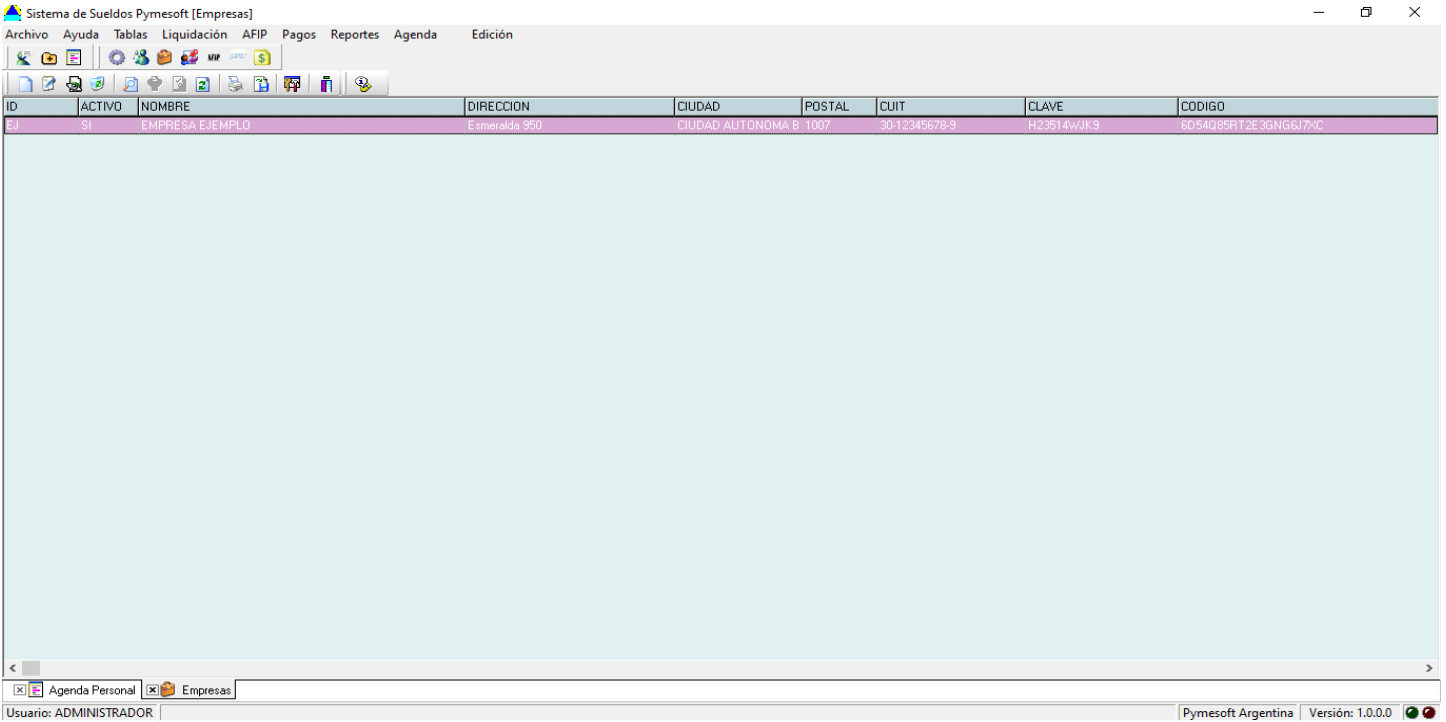 Sistema de Sueldos Pymesoft [Empresas]
Archivo Ayuda Tablas Liquidación AFIP Pagos Reportes Agenda Edición
AFIP
ID ACTIVO NOMBRE DIRECCION CIUDAD POSTAL CUIT CLAVE CODIGO
EJ SI EMPRESA EJEMPLO Esmeralda 950 CIUDAD AUTONOMA B 1007 30-12345678-9 H23514WJK9 6D54Q85RT2E3GNG6J7XC
Agenda Personal Empresas
Usuario: ADMINISTRADOR Pymesoft Argentina Versión: 1.0.0.0